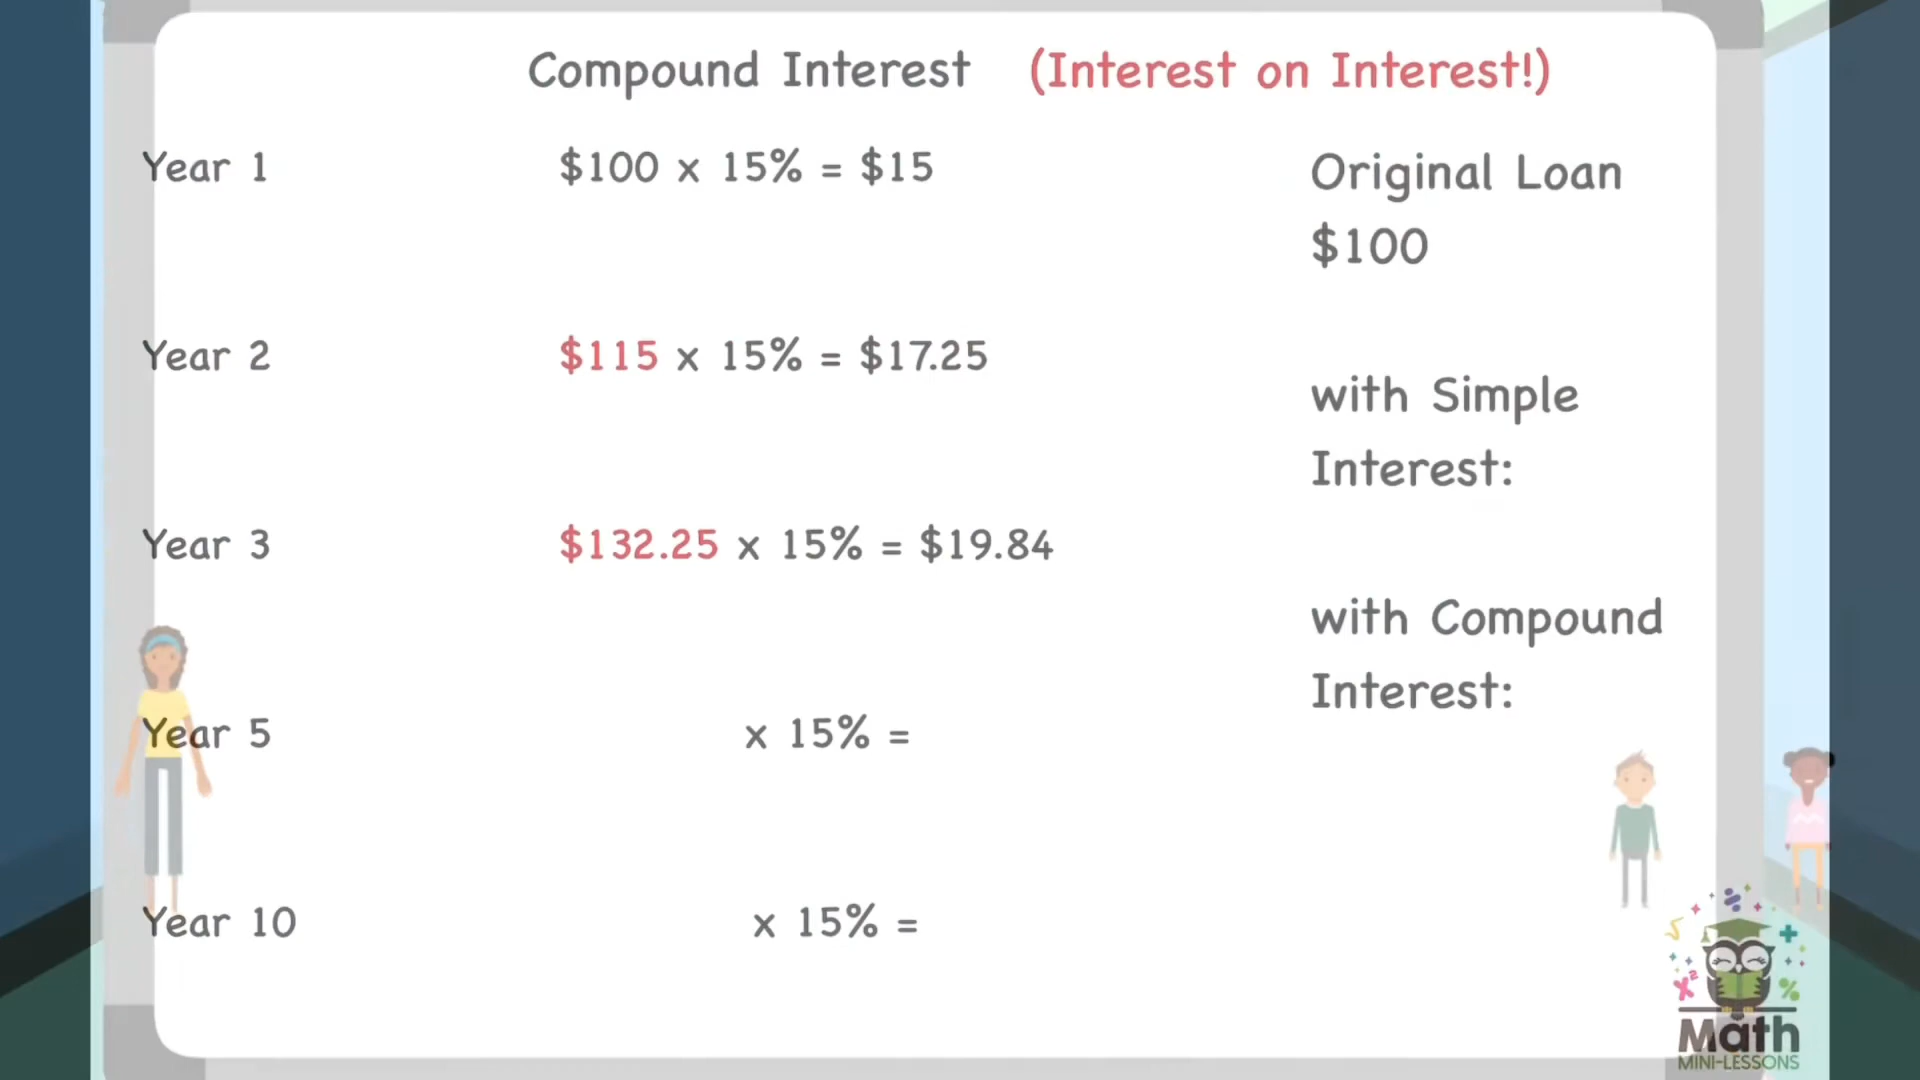 Compound Interest (Interest on Interest!)
Year 1 $100 x 15% = $15
Original Loan
$100
Year 2 $115 x 15% = $17.25
with Simple
Interest:
Year 3 $132.25 x 15% = $19.84
with Compound
Interest:
Year 5 x 15% =
Year 10 x 15% =
Math
MINI-LESSONS